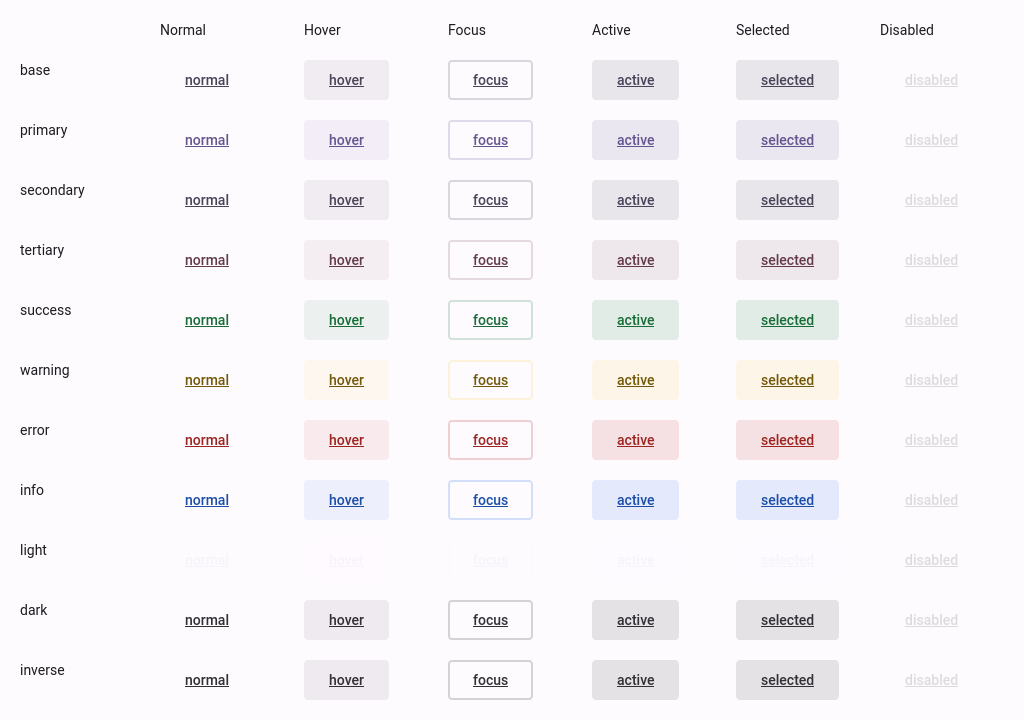 Normal Hover Focus Active Selected Disabled
base normal hover focus active selected disabled
primary normal hover focus active selected disabled
secondary normal hover focus active selected disabled
tertiary normal hover focus active selected disabled
success normal hover focus active selected disabled
warning normal hover focus active selected disabled
error normal hover focus active selected disabled
info normal hover focus active selected disabled
light normal hover focus active selected disabled
dark normal hover focus active selected disabled
inverse normal hover focus active selected disabled